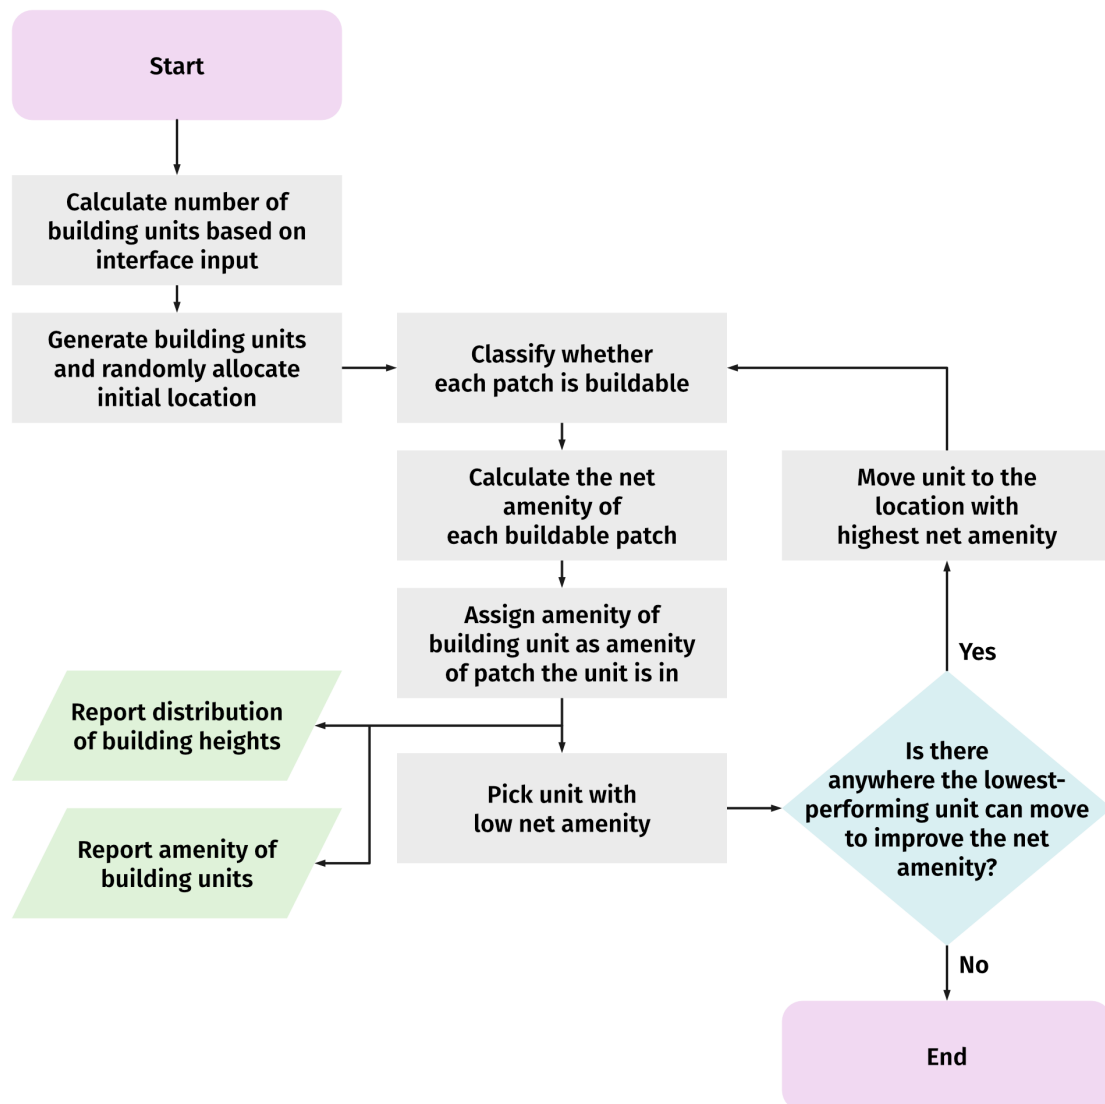 Start
Calculate number of
building units based on
interface input
Generate building units
and randomly allocate
initial location
Classify whether
each patch is buildable
Calculate the net
amenity of
each buildable patch
Assign amenity of
building unit as amenity
of patch the unit is in
Report distribution
of building heights
Report amenity of
building units
Pick unit with
low net amenity
Is there
anywhere the lowest-
performing unit can move
to improve the net
amenity?
Yes
Move unit to the
location with
highest net amenity
No
End